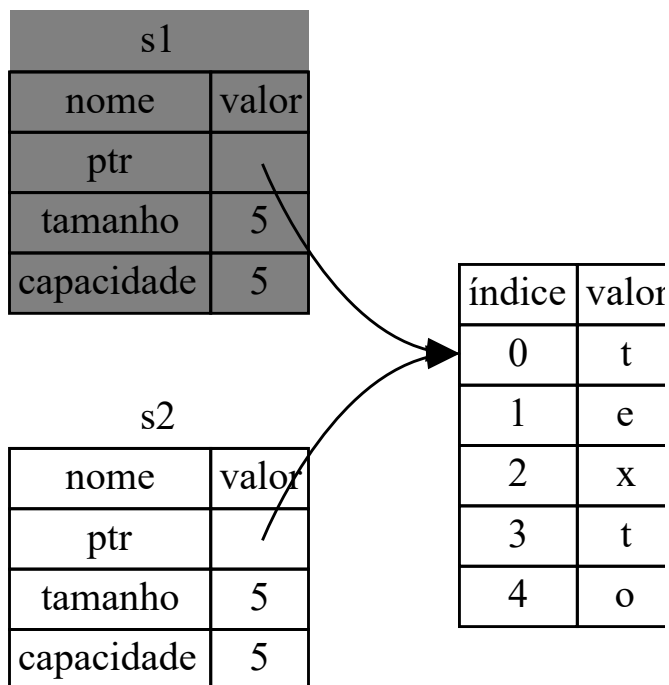 s1
nome valor
ptr
tamanho 5
capacidade 5
s2
nome valor
ptr
tamanho 5
capacidade 5
índice valor
0 t
1 e
2 x
3 t
4 o